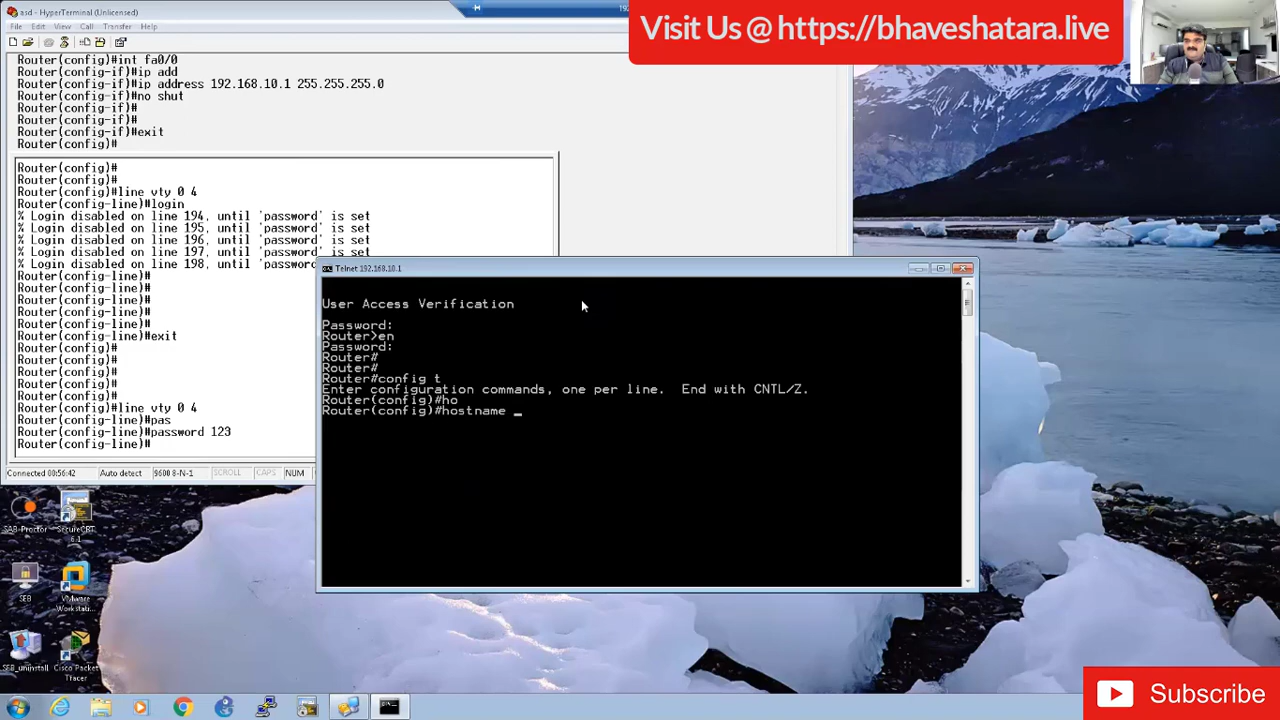 asd - HyperTerminal (Unlicensed)
File Edit View Call Transfer Help
Router(config)#int fa0/0
Router(config-if)#ip add
Router(config-if)#ip address 192.168.10.1 255.255.255.0
Router(config-if)#no shut
Router(config-if)#
Router(config-if)#
Router(config-if)#exit
Router(config)#
Router(config)#
Router(config)#
Router(config)#line vty 0 4
Router(config-line)#login
% Login disabled on line 194, until 'password' is set
% Login disabled on line 195, until 'password' is set
% Login disabled on line 196, until 'password' is set
% Login disabled on line 197, until 'password' is set
% Login disabled on line 198, until 'passwor
Router(config-line)#
Router(config-line)#
Router(config-line)#
Router(config-line)#
Router(config-line)#
Router(config-line)#exit
Router(config)#
Router(config)#
Router(config)#
Router(config)#
Router(config)#
Router(config)#line vty 0 4
Router(config-line)#pas
Router(config-line)#password 123
Router(config-line)#
Connected 00:56:42 Auto detect 9600 8-N-1 SCROLL CAPS NUM
Visit Us @ https://bhaveshatara.live
Telnet 192.168.10.1
User Access Verification
Password:
Router>en
Password:
Router#
Router#
Router#config t
Enter configuration commands, one per line. End with CNTL/Z.
Router(config)#ho
Router(config)#hostname _
SAB-Proctor
SecureCRT 6.1
SEB
VMware Workstati...
SEB_uninstall
Cisco Packet Tracer
Subscribe